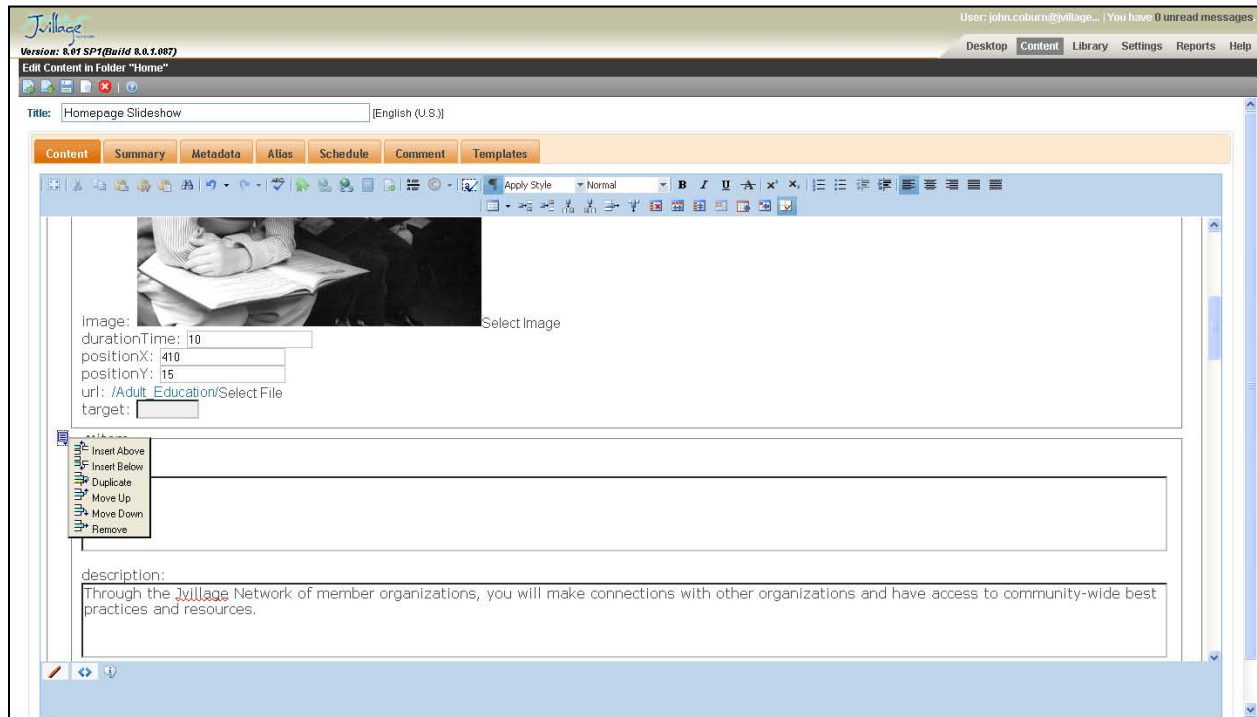 Jvillage
User: john.coburn@jvillage... | You have 0 unread messages
Version: 8.01 SP1(Build 8.0.1.087)
Desktop Content Library Settings Reports Help
Edit Content in Folder "Home"
Title: Homepage Slideshow [English (U.S.)]
Content Summary Metadata Alias Schedule Comment Templates
Apply Style Normal B I U A x² x₂
image: Select Image
durationTime: 10
positionX: 410
positionY: 15
url: /Adult_Education/Select File
target:
Insert Above
Insert Below
Duplicate
Move Up
Move Down
Remove
description:
Through the Jvillage Network of member organizations, you will make connections with other organizations and have access to community-wide best
practices and resources.